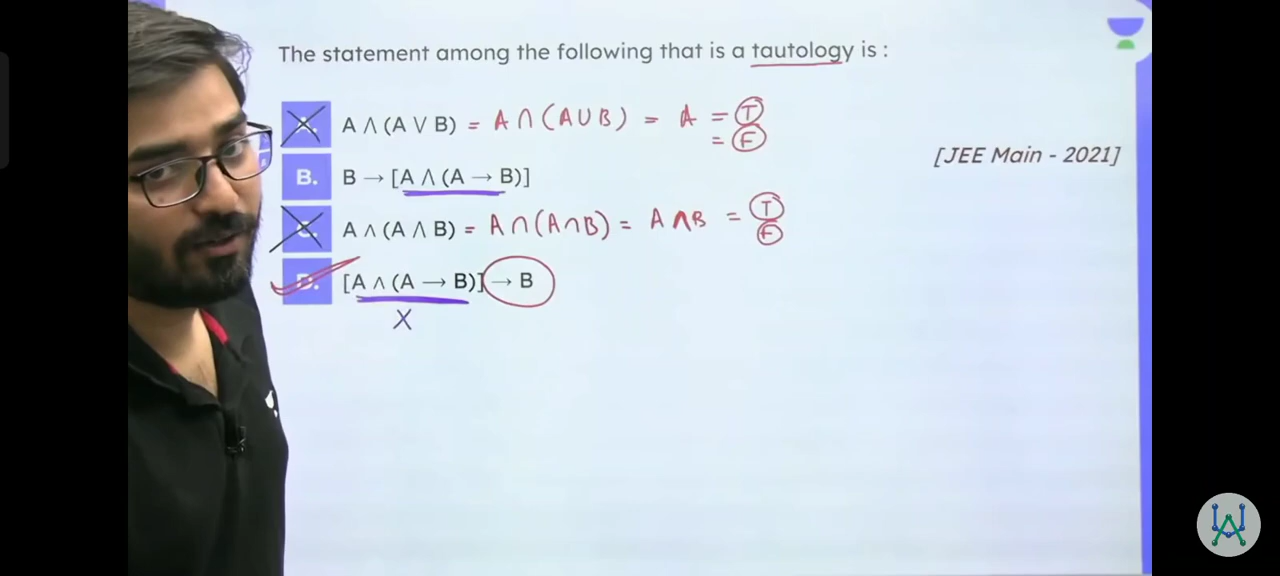 The statement among the following that is a tautology is :
A ∧ (A ∨ B) = A ∩ (A ∪ B) = A = T
= F
B. B → [A ∧ (A → B)]
[JEE Main - 2021]
A ∧ (A ∧ B) = A ∩ (A ∩ B) = A ∧ B = T
F
D. [A ∧ (A → B)] → B
X